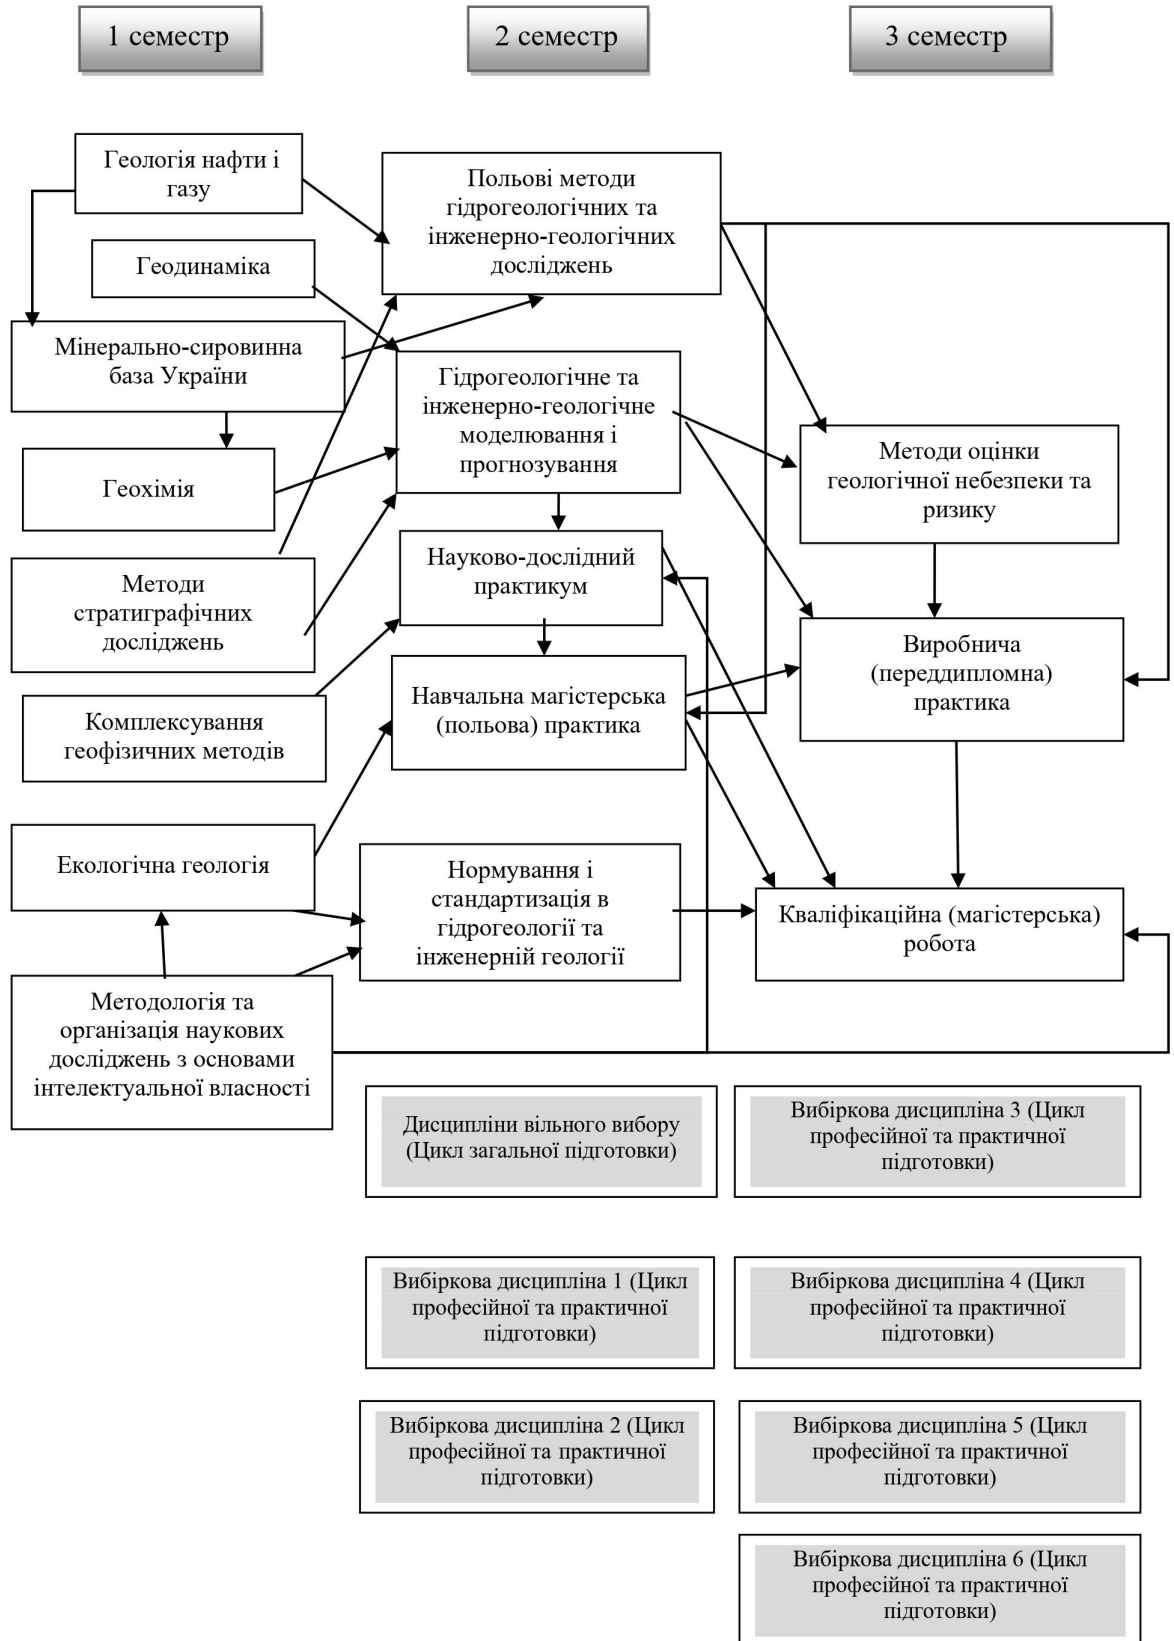 1 семестр
2 семестр
3 семестр
Геологія нафти і
газу
Геодинаміка
Мінерально-сировинна
база України
Геохімія
Методи
стратиграфічних
досліджень
Комплексування
геофізичних методів
Екологічна геологія
Методологія та
організація наукових
досліджень з основами
інтелектуальної власності
Польові методи
гідрогеологічних та
інженерно-геологічних
досліджень
Гідрогеологічне та
інженерно-геологічне
моделювання і
прогнозування
Науково-дослідний
практикум
Навчальна магістерська
(польова) практика
Нормування і
стандартизація в
гідрогеології та
інженерній геології
Методи оцінки
геологічної небезпеки та
ризику
Виробнича
(переддипломна)
практика
Кваліфікаційна (магістерська)
робота
Дисципліни вільного вибору
(Цикл загальної підготовки)
Вибіркова дисципліна 3 (Цикл
професійної та практичної
підготовки)
Вибіркова дисципліна 1 (Цикл
професійної та практичної
підготовки)
Вибіркова дисципліна 4 (Цикл
професійної та практичної
підготовки)
Вибіркова дисципліна 2 (Цикл
професійної та практичної
підготовки)
Вибіркова дисципліна 5 (Цикл
професійної та практичної
підготовки)
Вибіркова дисципліна 6 (Цикл
професійної та практичної
підготовки)